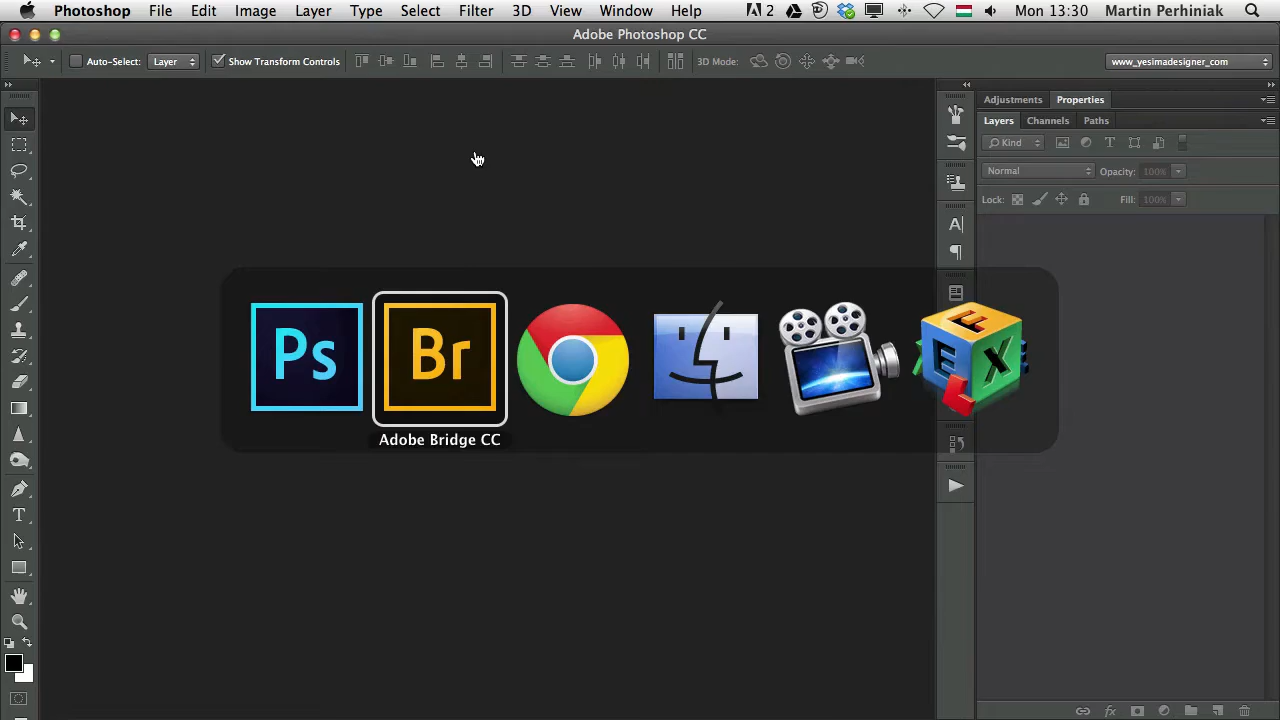 Photoshop File Edit Image Layer Type Select Filter 3D View Window Help 2 Mon 13:30 Martin Perhiniak
Adobe Photoshop CC
Auto-Select: Layer Show Transform Controls 3D Mode: www_yesimadesigner_com
Adjustments Properties
Layers Channels Paths
Kind
Normal Opacity: 100%
Lock: Fill: 100%
Ps Br F E X L
Adobe Bridge CC